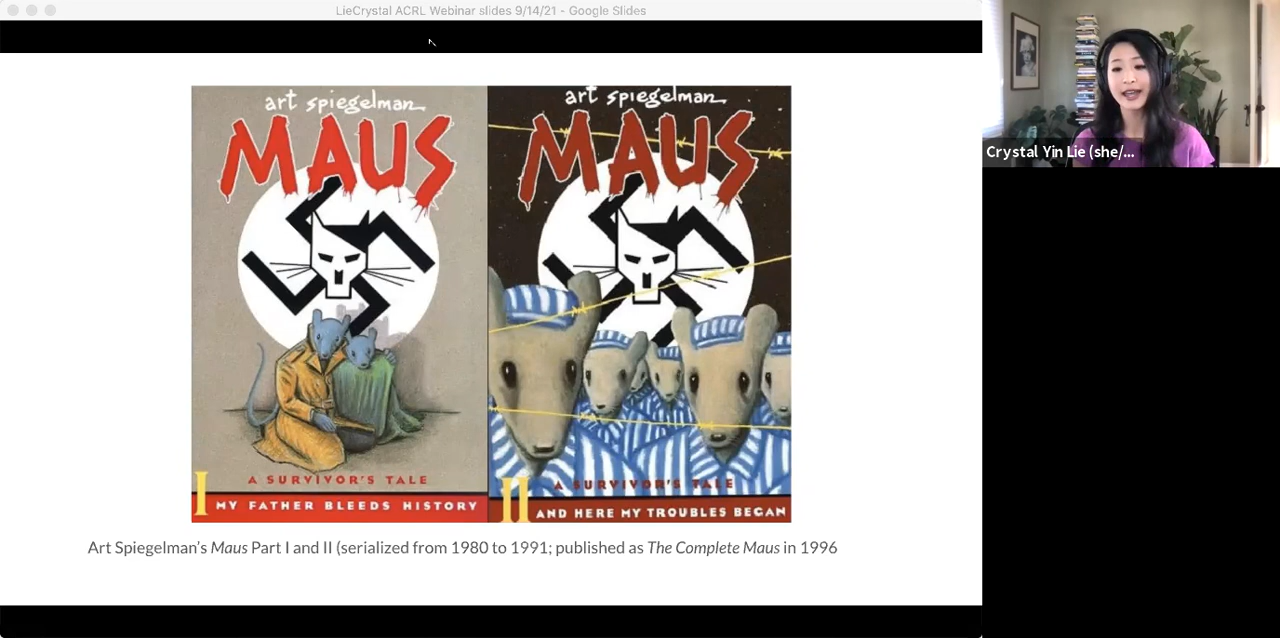 LieCrystal ACRL Webinar slides 9/14/21 - Google Slides
art spiegelman
MAUS
I
A SURVIVOR'S TALE
MY FATHER BLEEDS HISTORY
art spiegelman
MAUS
II
A SURVIVOR'S TALE
AND HERE MY TROUBLES BEGAN
Art Spiegelman's Maus Part I and II (serialized from 1980 to 1991; published as The Complete Maus in 1996
Crystal Yin Lie (she/...